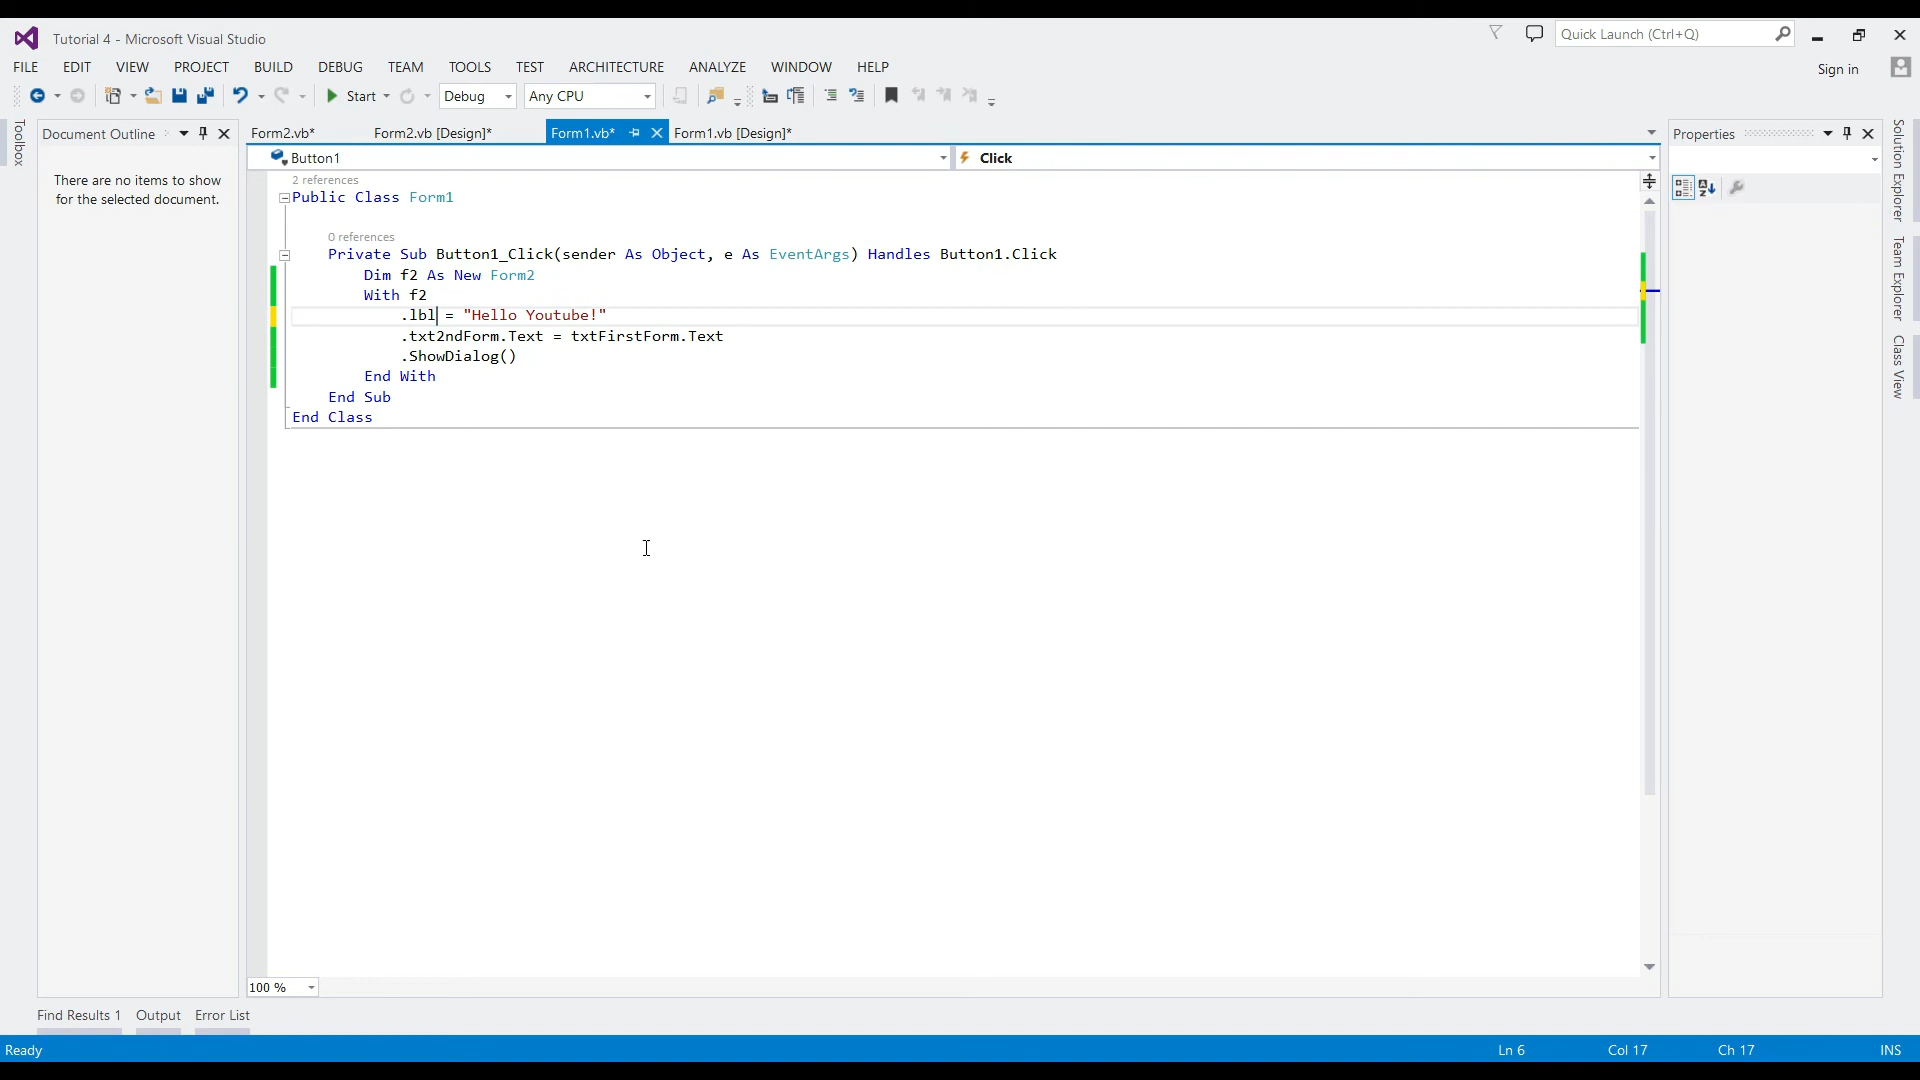 Tutorial 4 - Microsoft Visual Studio
Quick Launch (Ctrl+Q)
FILE EDIT VIEW PROJECT BUILD DEBUG TEAM TOOLS TEST ARCHITECTURE ANALYZE WINDOW HELP
Sign in
Start Debug Any CPU
Toolbox
Document Outline
There are no items to show
for the selected document.
Form2.vb* Form2.vb [Design]* Form1.vb* Form1.vb [Design]*
Button1 Click
2 references
Public Class Form1
0 references
Private Sub Button1_Click(sender As Object, e As EventArgs) Handles Button1.Click
Dim f2 As New Form2
With f2
.lbl = "Hello Youtube!"
.txt2ndForm.Text = txtFirstForm.Text
.ShowDialog()
End With
End Sub
End Class
100 %
Properties
Solution Explorer
Team Explorer
Class View
Find Results 1 Output Error List
Ready Ln 6 Col 17 Ch 17 INS